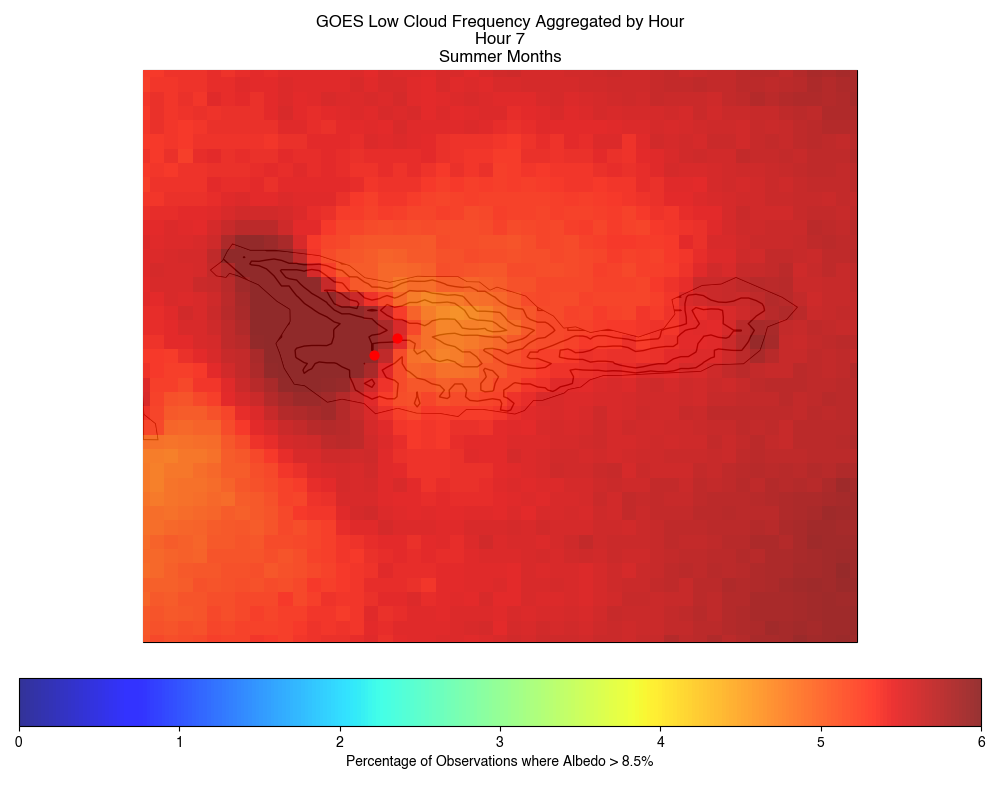 GOES Low Cloud Frequency Aggregated by Hour
Hour 7
Summer Months
0 1 2 3 4 5 6
Percentage of Observations where Albedo > 8.5%